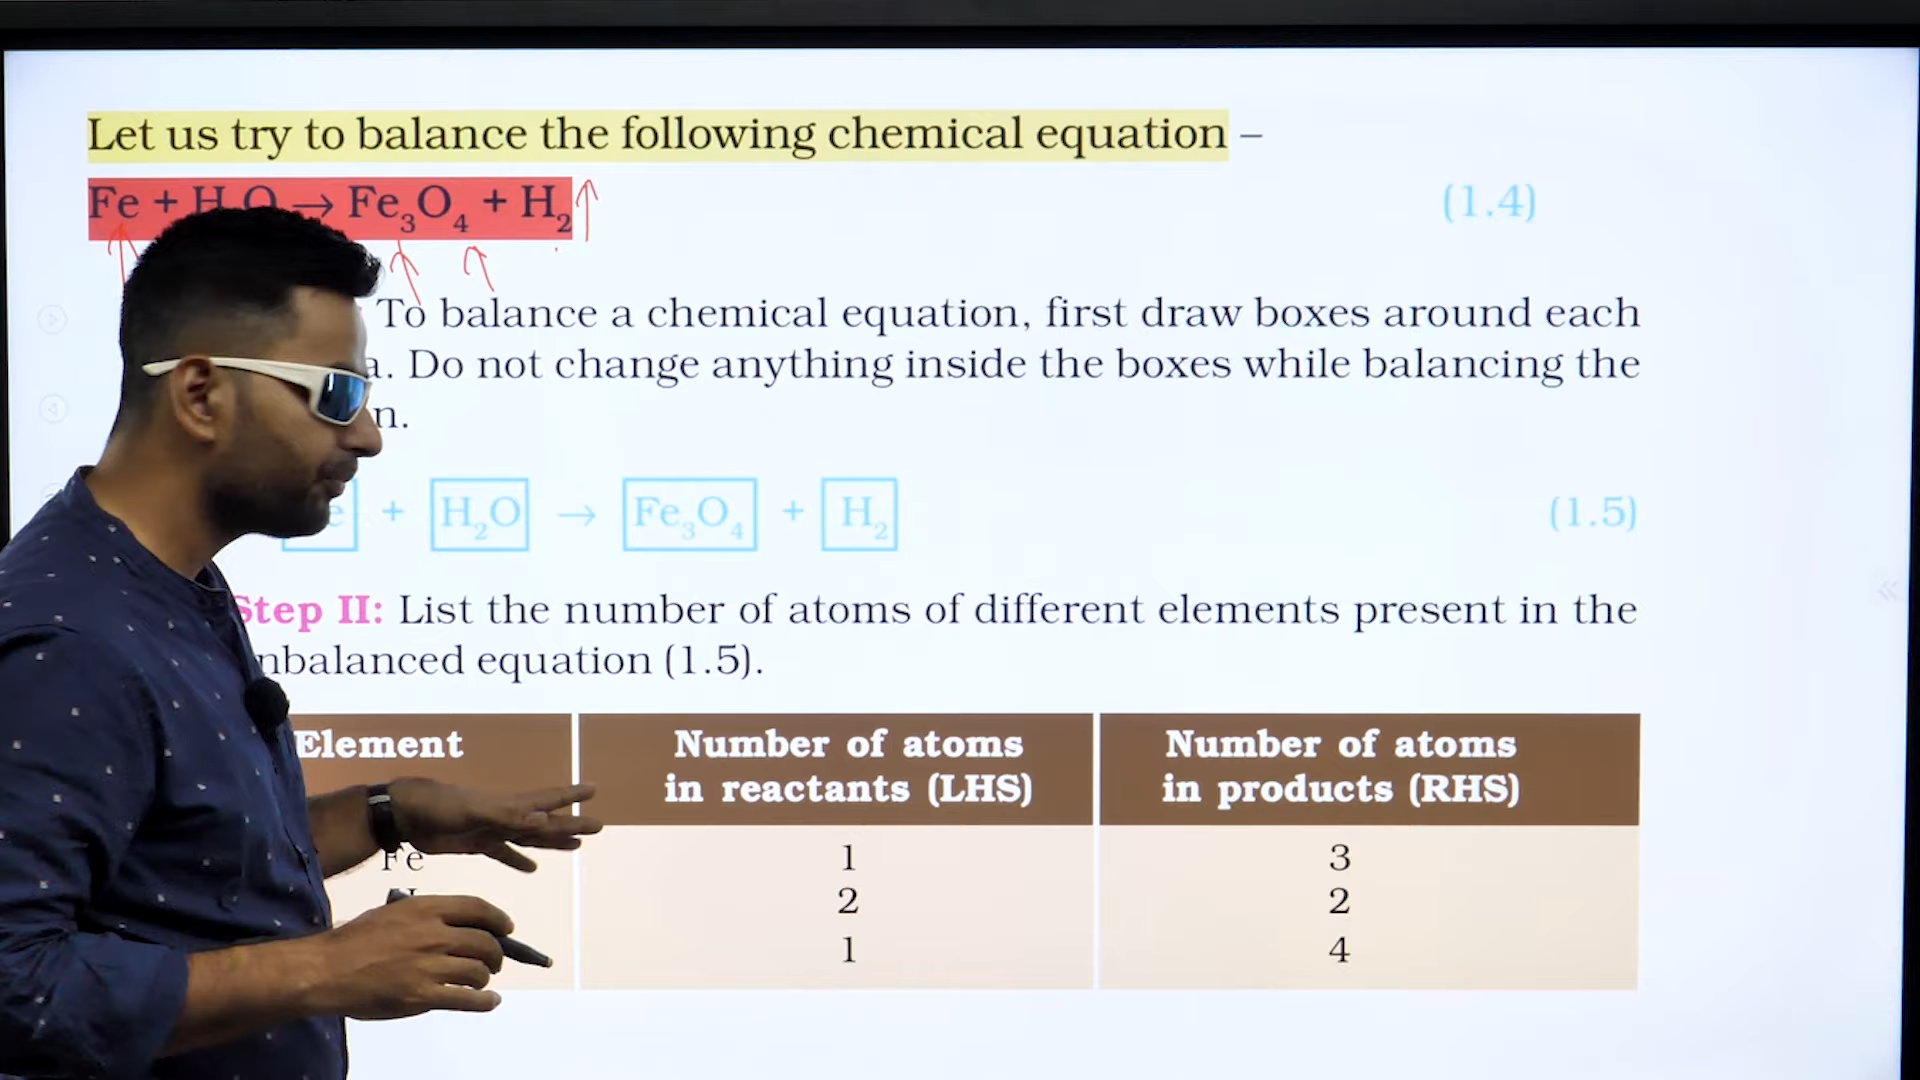 Let us try to balance the following chemical equation –
Fe + H₂O → Fe₃O₄ + H₂ ↑ (1.4)
To balance a chemical equation, first draw boxes around each
a. Do not change anything inside the boxes while balancing the
n.
e + H₂O → Fe₃O₄ + H₂ (1.5)
Step II: List the number of atoms of different elements present in the
nbalanced equation (1.5).
Element Number of atoms in reactants (LHS) Number of atoms in products (RHS)
Fe 1 3
2 2
1 4